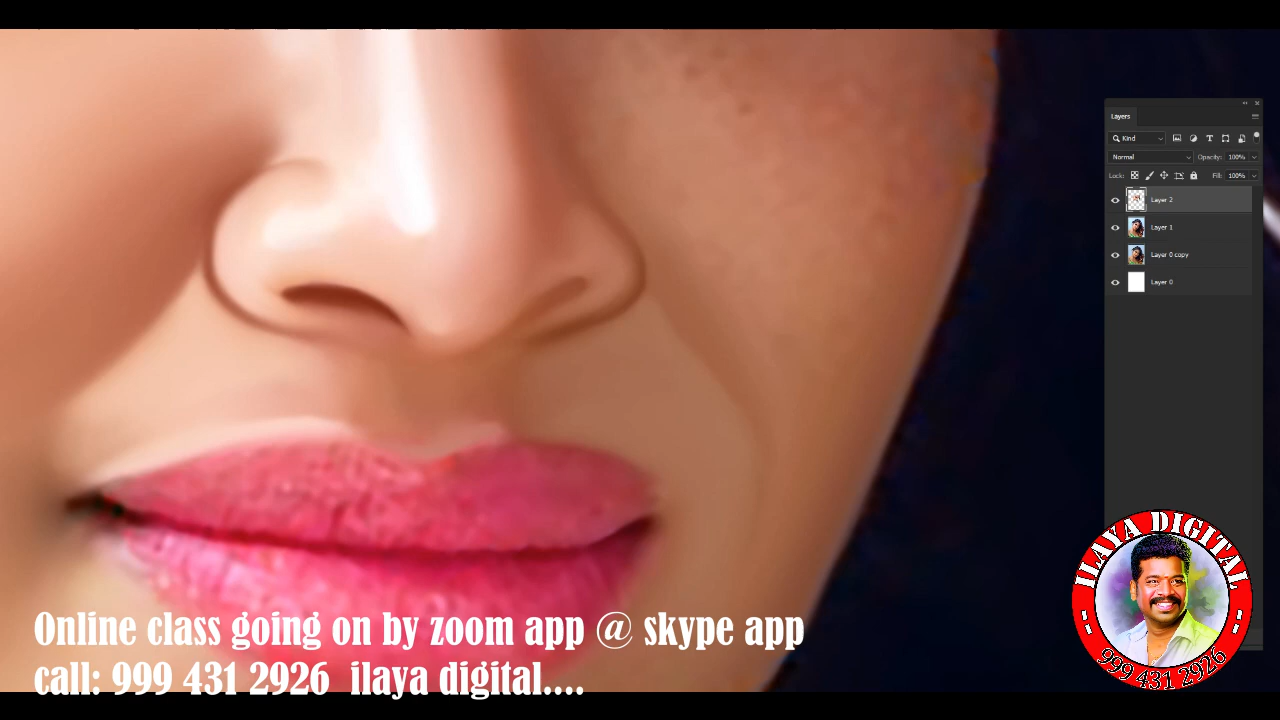 Layers
Kind
Normal
Opacity: 100%
Lock:
Fill: 100%
Layer 2
Layer 1
Layer 0 copy
Layer 0
ILAYA DIGITAL
999 431 2926
Online class going on by zoom app @ skype app
call: 999 431 2926 ilaya digital....